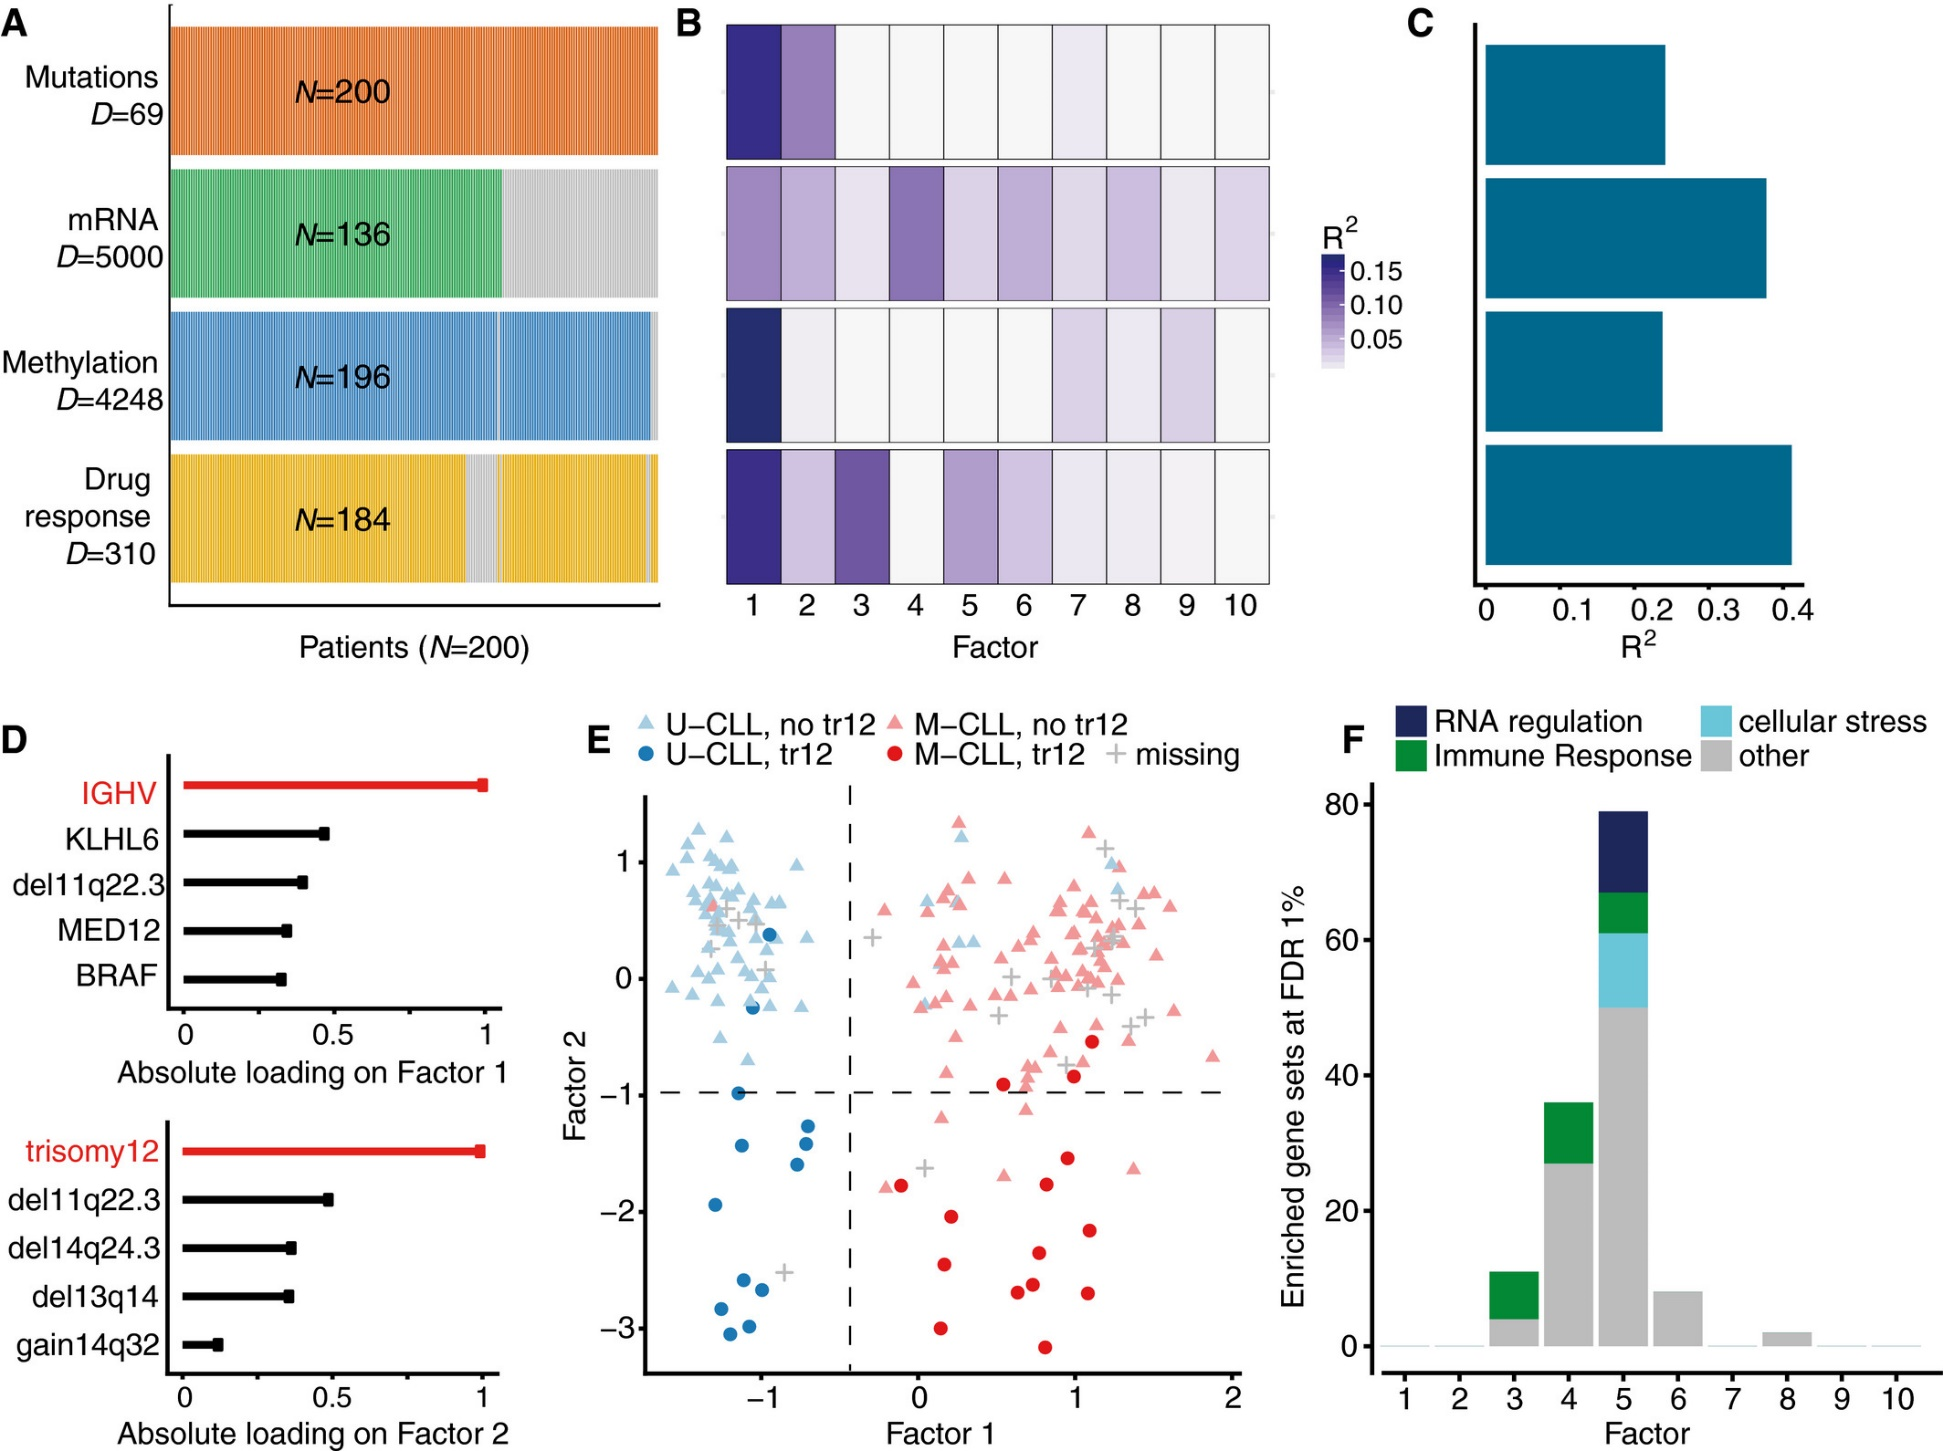 A
Mutations
D=69
N=200
mRNA
D=5000
N=136
Methylation
D=4248
N=196
Drug
response
D=310
N=184
Patients (N=200)
B
1 2 3 4 5 6 7 8 9 10
Factor
R2
0.15
0.10
0.05
C
0 0.1 0.2 0.3 0.4
R2
D
IGHV
KLHL6
del11q22.3
MED12
BRAF
0 0.5 1
Absolute loading on Factor 1
trisomy12
del11q22.3
del14q24.3
del13q14
gain14q32
0 0.5 1
Absolute loading on Factor 2
E
U−CLL, no tr12 M−CLL, no tr12
U−CLL, tr12 M−CLL, tr12 missing
Factor 2
1
0
−1
−2
−3
−1 0 1 2
Factor 1
F
RNA regulation cellular stress
Immune Response other
Enriched gene sets at FDR 1%
80
60
40
20
0
1 2 3 4 5 6 7 8 9 10
Factor